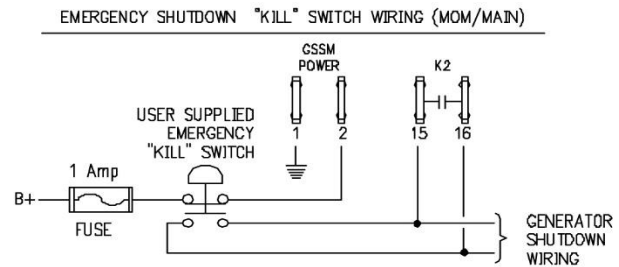 EMERGENCY SHUTDOWN "KILL" SWITCH WIRING (MOM/MAIN)
GSSM
POWER
K2
1
2
15
16
USER SUPPLIED
EMERGENCY
"KILL" SWITCH
1 Amp
B+
FUSE
GENERATOR
SHUTDOWN
WIRING